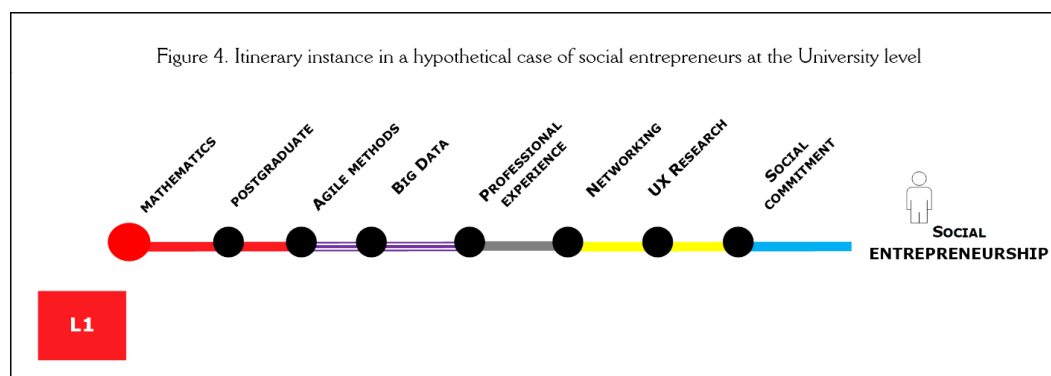 Figure 4. Itinerary instance in a hypothetical case of social entrepreneurs at the University level
MATHEMATICS
POSTGRADUATE
AGILE METHODS
BIG DATA
PROFESSIONAL
EXPERIENCE
NETWORKING
UX RESEARCH
SOCIAL
COMMITMENT
SOCIAL
ENTREPRENEURSHIP
L1